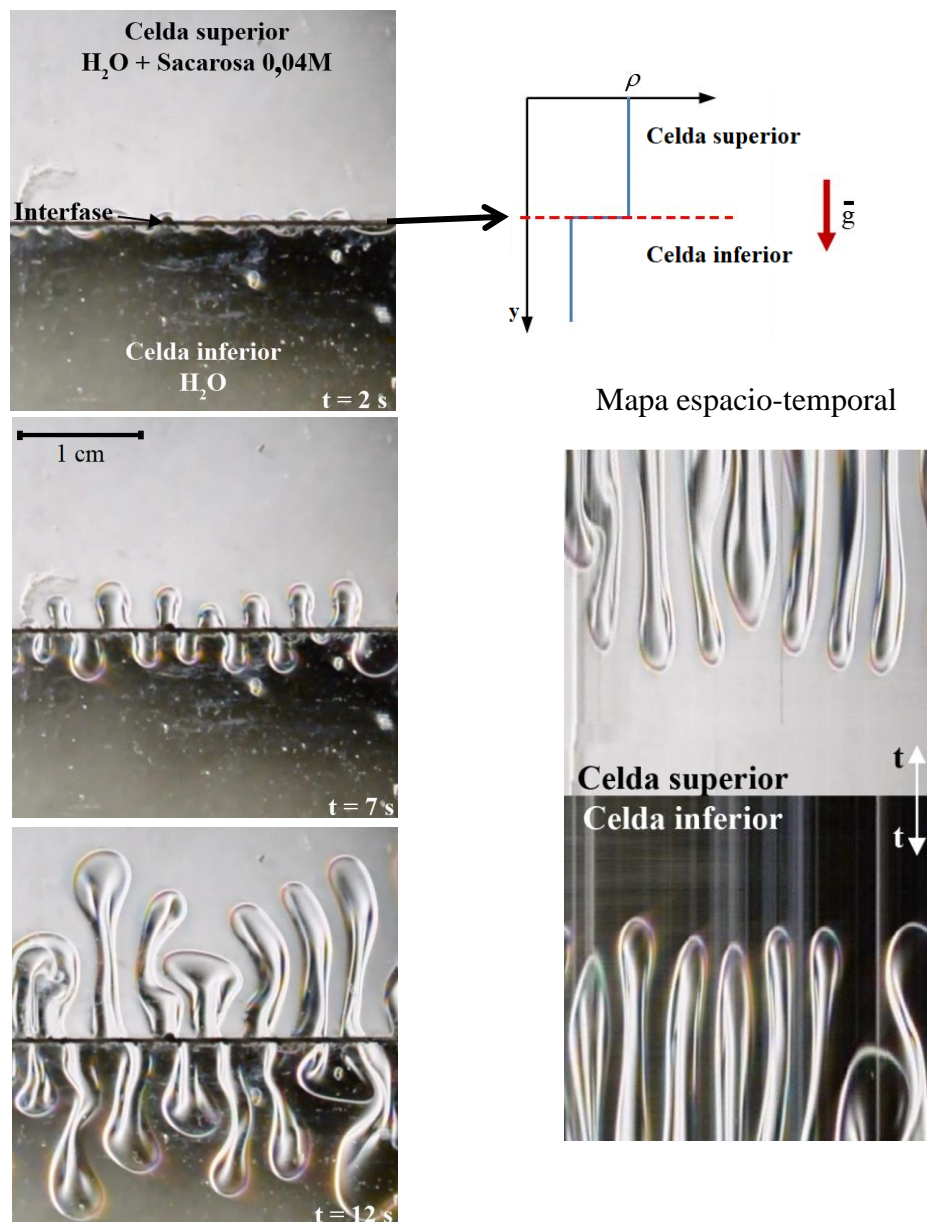 Celda superior
H₂O + Sacarosa 0,04M
Interfase
Celda inferior
H₂O
t = 2 s
ρ
Celda superior
g̅
Celda inferior
y
1 cm
t = 7 s
t = 12 s
Mapa espacio-temporal
t
Celda superior
Celda inferior
t